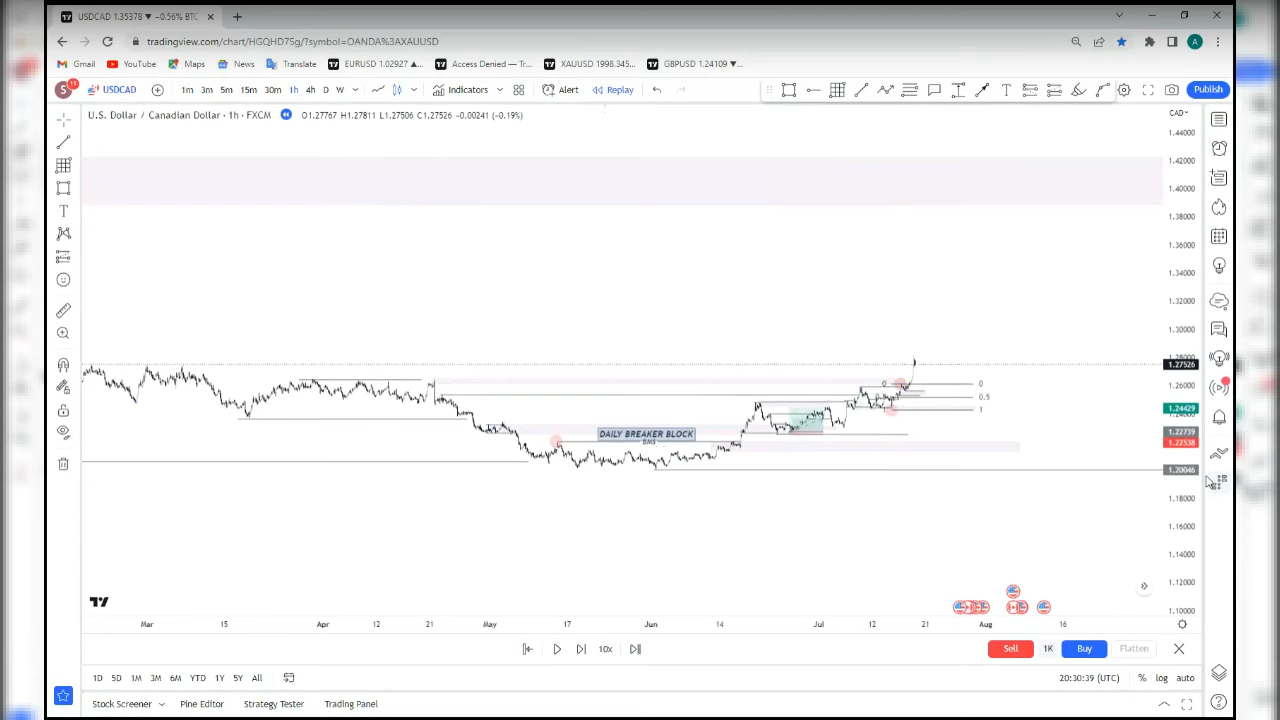 USDCAD 1.35378 ▼ −0.56% BTC
tradingview.com/chart/HGQHD75g/?symbol=OANDA%3AXAUUSD
Gmail YouTube Maps News Translate EURUSD 1.02927 ▲... Access Denied — Tr... XAUUSD 1998.345... GBPUSD 1.24109 ▼...
S 11 USDCAD 1m 3m 5m 15m 30m 1h 4h D W Indicators Alert Replay Publish
U.S. Dollar / Canadian Dollar · 1h · FXCM O1.27767 H1.27811 L1.27506 C1.27526 −0.00241 (−0.19%)
CAD
1.44000
1.42000
1.40000
1.38000
1.36000
1.34000
1.32000
1.30000
1.28000
1.27526
1.26000
0 0
0.5
1
1.24429
DAILY BREAKER BLOCK
BMS
1.22739
1.22538
1.20046
1.18000
1.16000
1.14000
1.12000
1.10000
Mar 15 Apr 12 21 May 17 Jun 14 Jul 12 21 Aug 16
10x Sell 1K Buy Flatten
1D 5D 1M 3M 6M YTD 1Y 5Y All 20:30:39 (UTC) % log auto
Stock Screener Pine Editor Strategy Tester Trading Panel